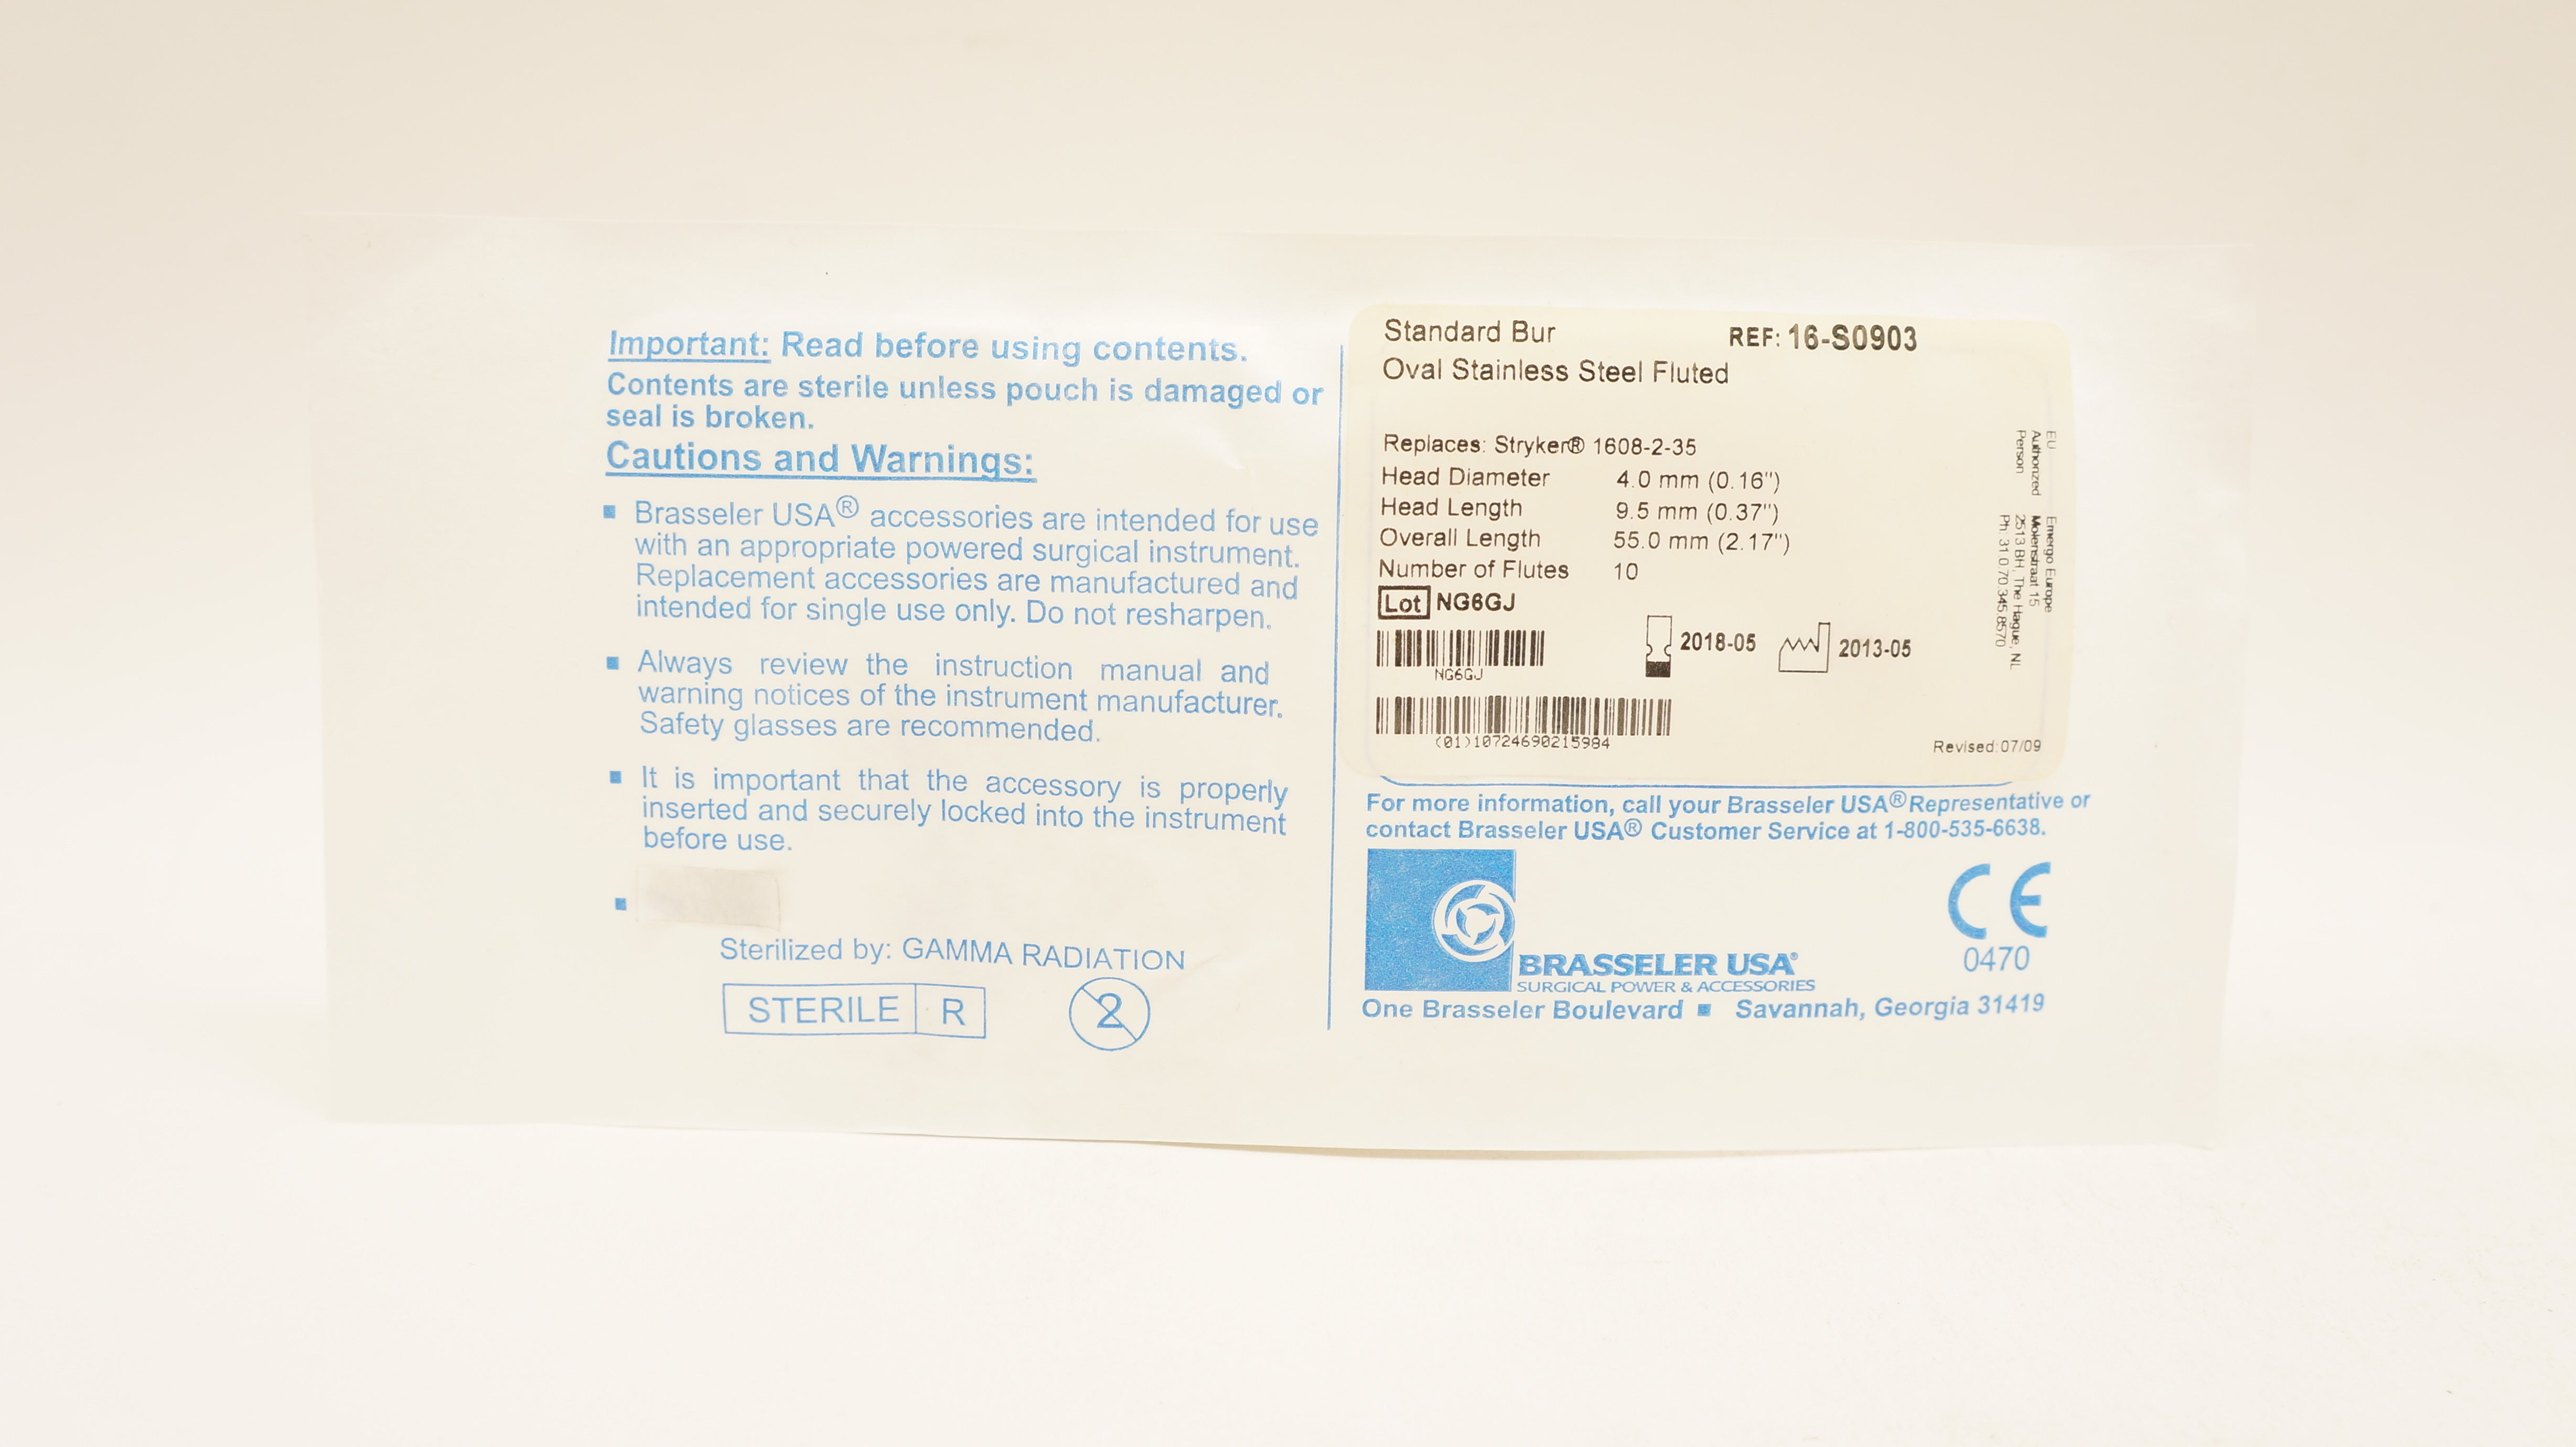 Important: Read before using contents.
Contents are sterile unless pouch is damaged or
seal is broken.
Cautions and Warnings:
▪ Brasseler USA® accessories are intended for use
with an appropriate powered surgical instrument.
Replacement accessories are manufactured and
intended for single use only. Do not resharpen.
▪ Always review the instruction manual and
warning notices of the instrument manufacturer.
Safety glasses are recommended.
▪ It is important that the accessory is properly
inserted and securely locked into the instrument
before use.
▪
Sterilized by: GAMMA RADIATION
STERILE R 2
Standard Bur REF: 16-S0903
Oval Stainless Steel Fluted
Replaces: Stryker® 1608-2-35
Head Diameter 4.0 mm (0.16")
Head Length 9.5 mm (0.37")
Overall Length 55.0 mm (2.17")
Number of Flutes 10
Lot NG6GJ
2018-05 2013-05
NG6GJ
(01)10724690215984
Revised:07/09
EU
Authorized
Person
Emergo Europe
Molenstraat 15
2513 BH, The Hague, NL
Ph: 31.0.70.345.8570
For more information, call your Brasseler USA® Representative or
contact Brasseler USA® Customer Service at 1-800-535-6638.
BRASSELER USA®
SURGICAL POWER & ACCESSORIES
CE
0470
One Brasseler Boulevard ▪ Savannah, Georgia 31419